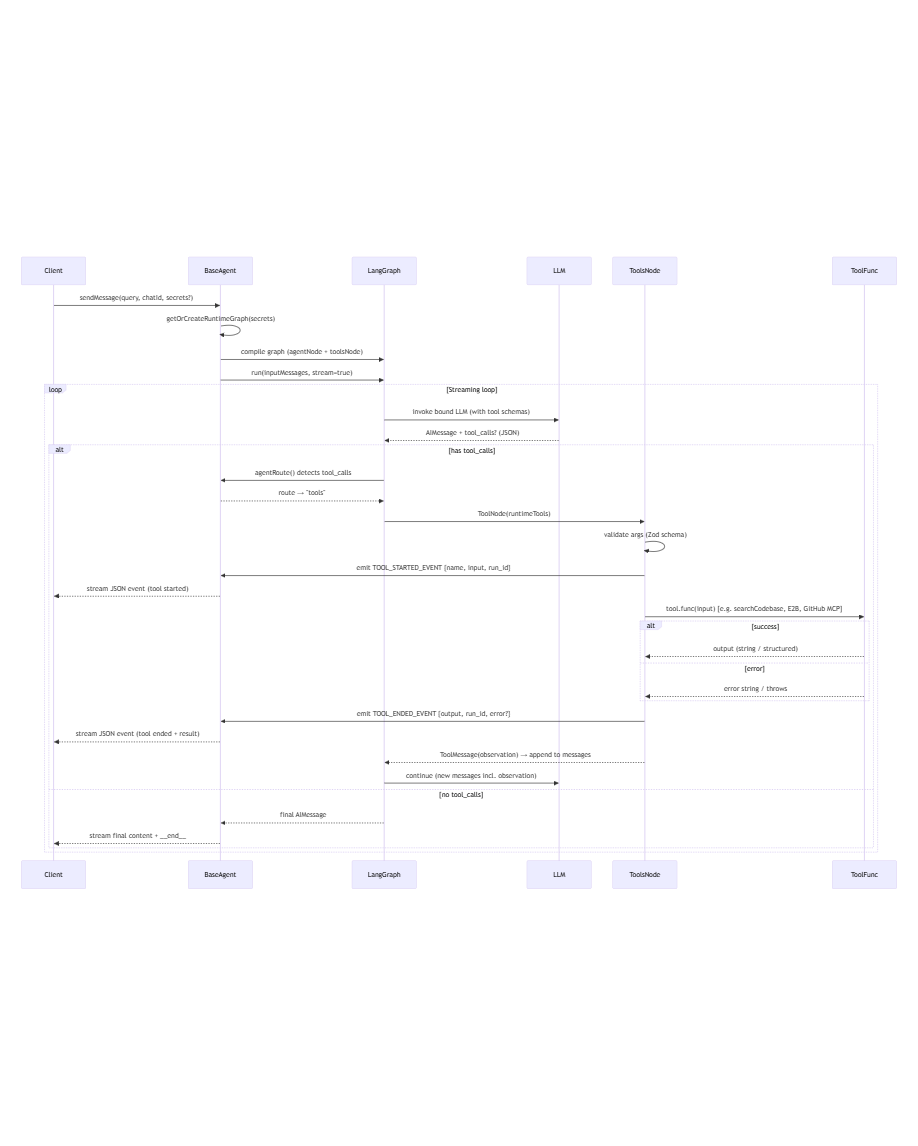 Client BaseAgent LangGraph LLM ToolsNode ToolFunc
sendMessage(query, chatId, secrets?)
getOrCreateRuntimeGraph(secrets)
compile graph (agentNode + toolsNode)
run(inputMessages, stream=true)
loop [Streaming loop]
invoke bound LLM (with tool schemas)
AIMessage + tool_calls? (JSON)
alt [has tool_calls]
agentRoute() detects tool_calls
route → "tools"
ToolNode(runtimeTools)
validate args (Zod schema)
emit TOOL_STARTED_EVENT [name, input, run_id]
stream JSON event (tool started)
tool.func(input) [e.g. searchCodebase, E2B, GitHub MCP]
alt [success]
output (string / structured)
[error]
error string / throws
emit TOOL_ENDED_EVENT [output, run_id, error?]
stream JSON event (tool ended + result)
ToolMessage(observation) → append to messages
continue (new messages incl. observation)
[no tool_calls]
final AIMessage
stream final content + __end__
Client BaseAgent LangGraph LLM ToolsNode ToolFunc